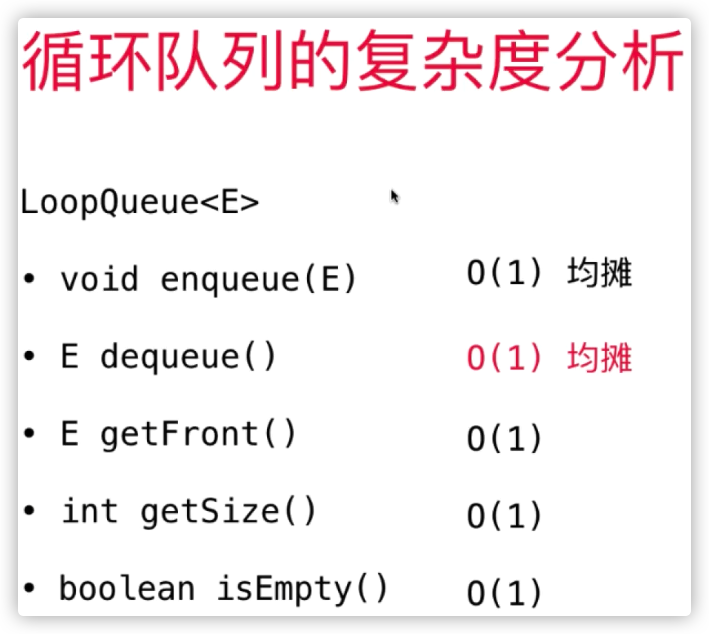 循环队列的复杂度分析
LoopQueue<E>
• void enqueue(E) O(1) 均摊
• E dequeue() O(1) 均摊
• E getFront() O(1)
• int getSize() O(1)
• boolean isEmpty() O(1)